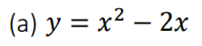 (a) y = x² − 2x